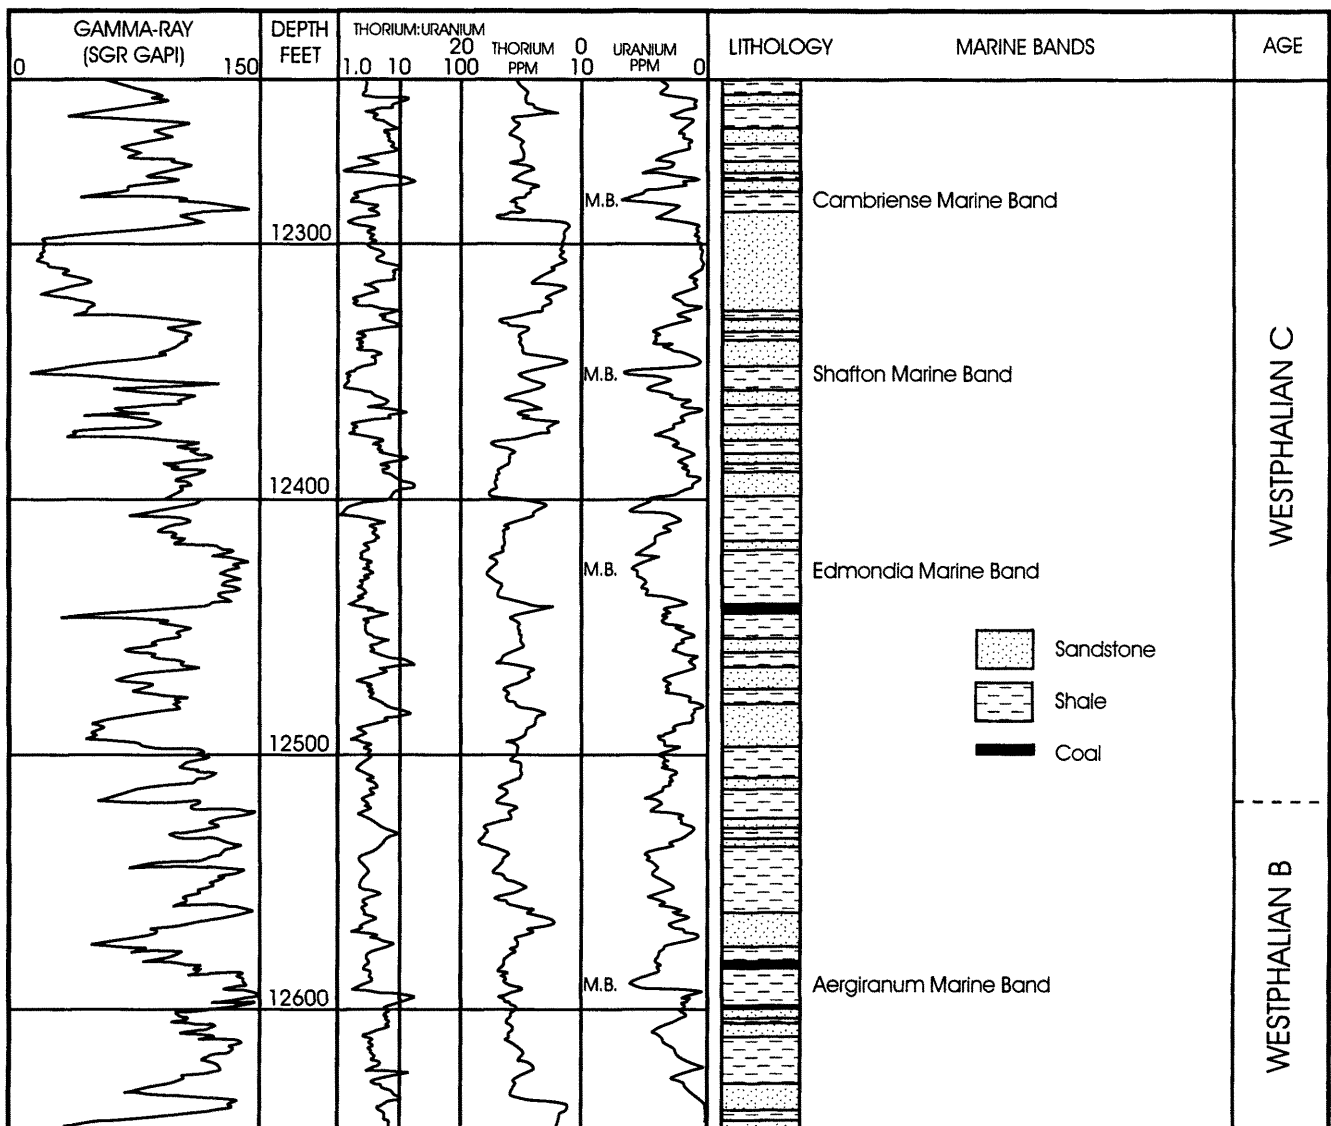 GAMMA-RAY
(SGR GAPI)
0 150
DEPTH
FEET
THORIUM:URANIUM
20
1.0 10 100
THORIUM
PPM
0
10
URANIUM
PPM
0
LITHOLOGY
MARINE BANDS
AGE
M.B.
Cambriense Marine Band
12300
M.B.
Shafton Marine Band
WESTPHALIAN C
12400
M.B.
Edmondia Marine Band
Sandstone
Shale
Coal
12500
WESTPHALIAN B
M.B.
Aergiranum Marine Band
12600